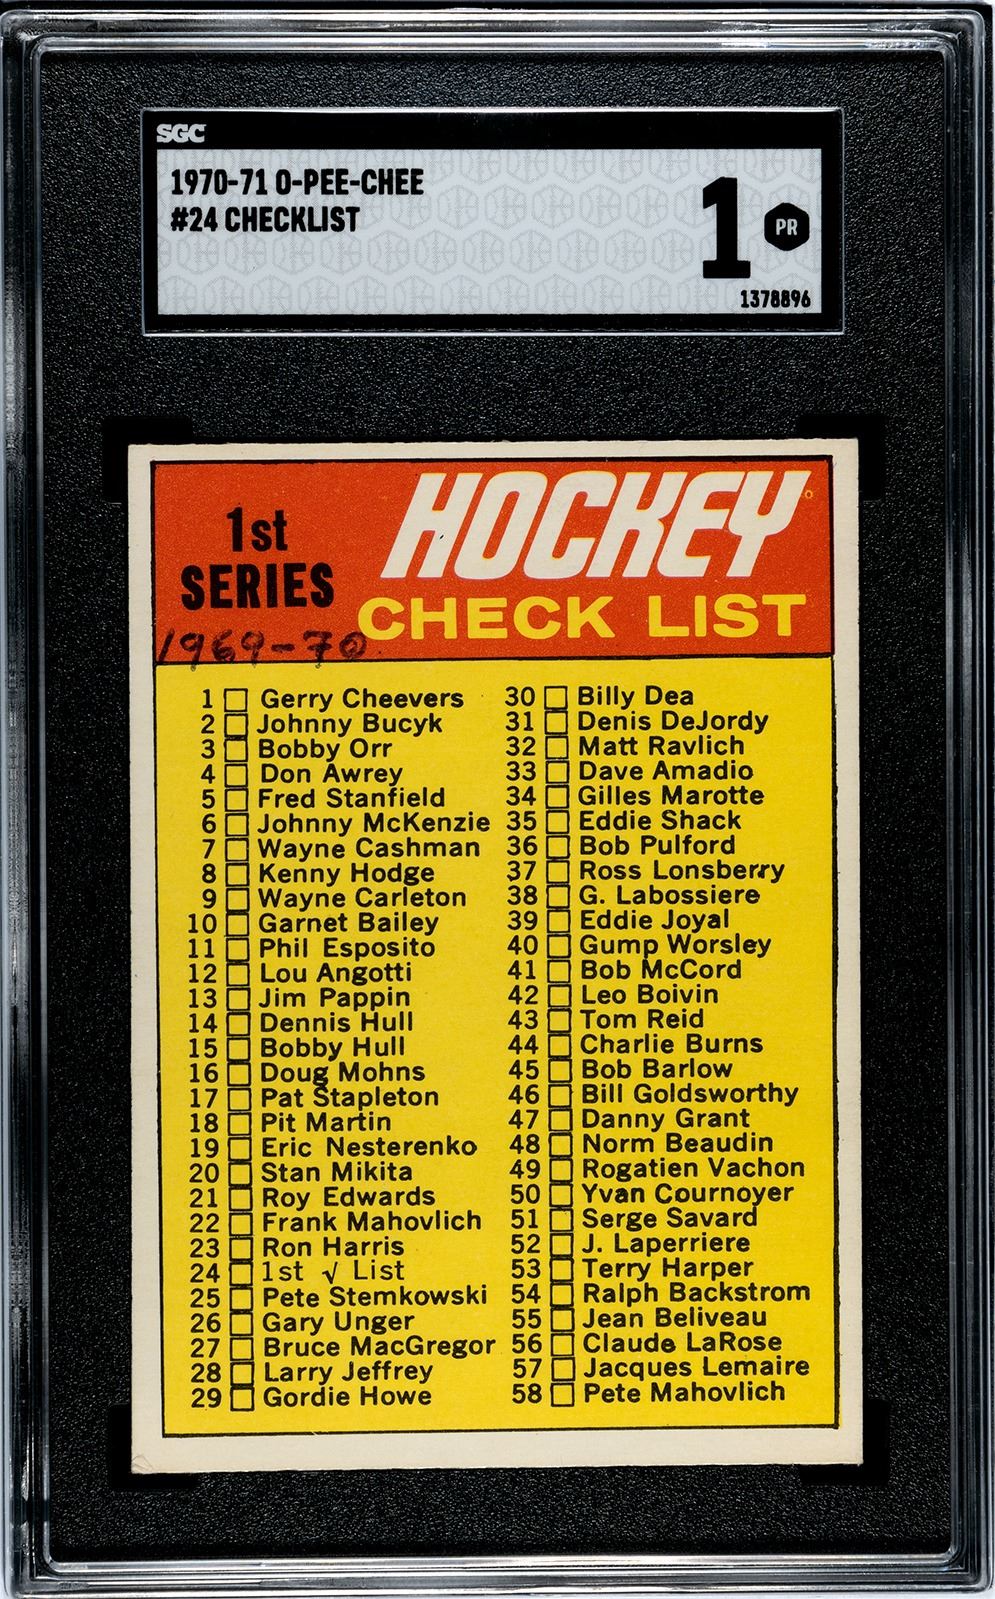 SGC
1970-71 O-PEE-CHEE
#24 CHECKLIST
1 PR
1378896
1st
SERIES
HOCKEY
CHECK LIST
1969-70
1 Gerry Cheevers
2 Johnny Bucyk
3 Bobby Orr
4 Don Awrey
5 Fred Stanfield
6 Johnny McKenzie
7 Wayne Cashman
8 Kenny Hodge
9 Wayne Carleton
10 Garnet Bailey
11 Phil Esposito
12 Lou Angotti
13 Jim Pappin
14 Dennis Hull
15 Bobby Hull
16 Doug Mohns
17 Pat Stapleton
18 Pit Martin
19 Eric Nesterenko
20 Stan Mikita
21 Roy Edwards
22 Frank Mahovlich
23 Ron Harris
24 1st √ List
25 Pete Stemkowski
26 Gary Unger
27 Bruce MacGregor
28 Larry Jeffrey
29 Gordie Howe
30 Billy Dea
31 Denis DeJordy
32 Matt Ravlich
33 Dave Amadio
34 Gilles Marotte
35 Eddie Shack
36 Bob Pulford
37 Ross Lonsberry
38 G. Labossiere
39 Eddie Joyal
40 Gump Worsley
41 Bob McCord
42 Leo Boivin
43 Tom Reid
44 Charlie Burns
45 Bob Barlow
46 Bill Goldsworthy
47 Danny Grant
48 Norm Beaudin
49 Rogatien Vachon
50 Yvan Cournoyer
51 Serge Savard
52 J. Laperriere
53 Terry Harper
54 Ralph Backstrom
55 Jean Beliveau
56 Claude LaRose
57 Jacques Lemaire
58 Pete Mahovlich